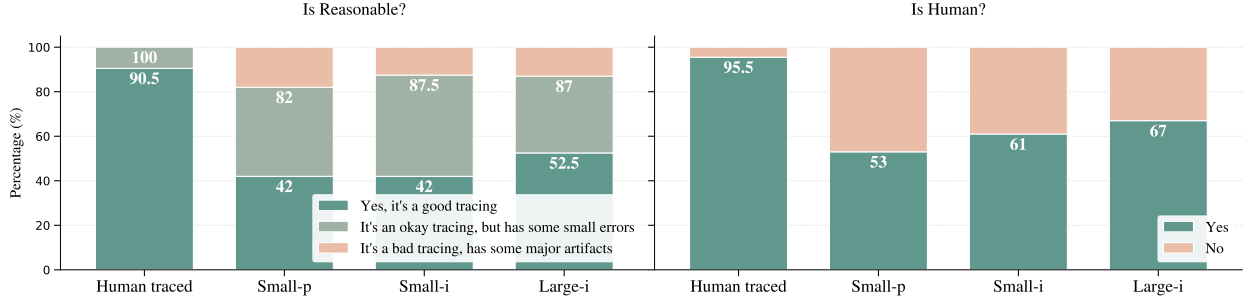 Is Reasonable?
Is Human?
Percentage (%)
100
80
60
40
20
0
100
90.5
82
42
87.5
42
87
52.5
Yes, it's a good tracing
It's an okay tracing, but has some small errors
It's a bad tracing, has some major artifacts
Human traced
Small-p
Small-i
Large-i
95.5
53
61
67
Yes
No
Human traced
Small-p
Small-i
Large-i